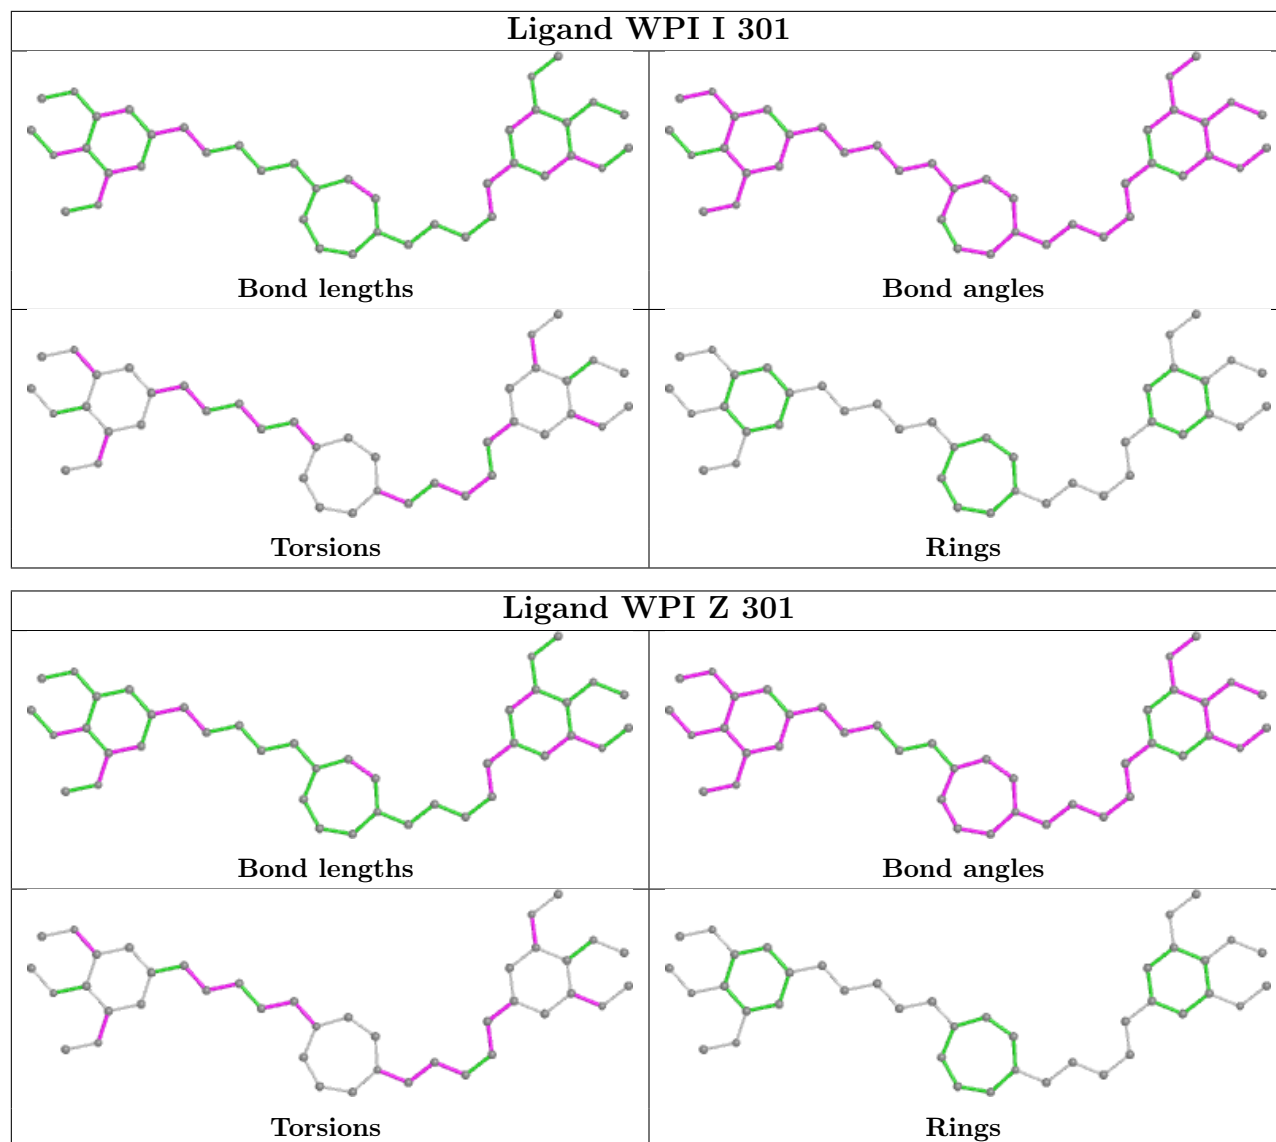 Ligand WPI I 301
Bond lengths
Bond angles
Torsions
Rings
Ligand WPI Z 301
Bond lengths
Bond angles
Torsions
Rings